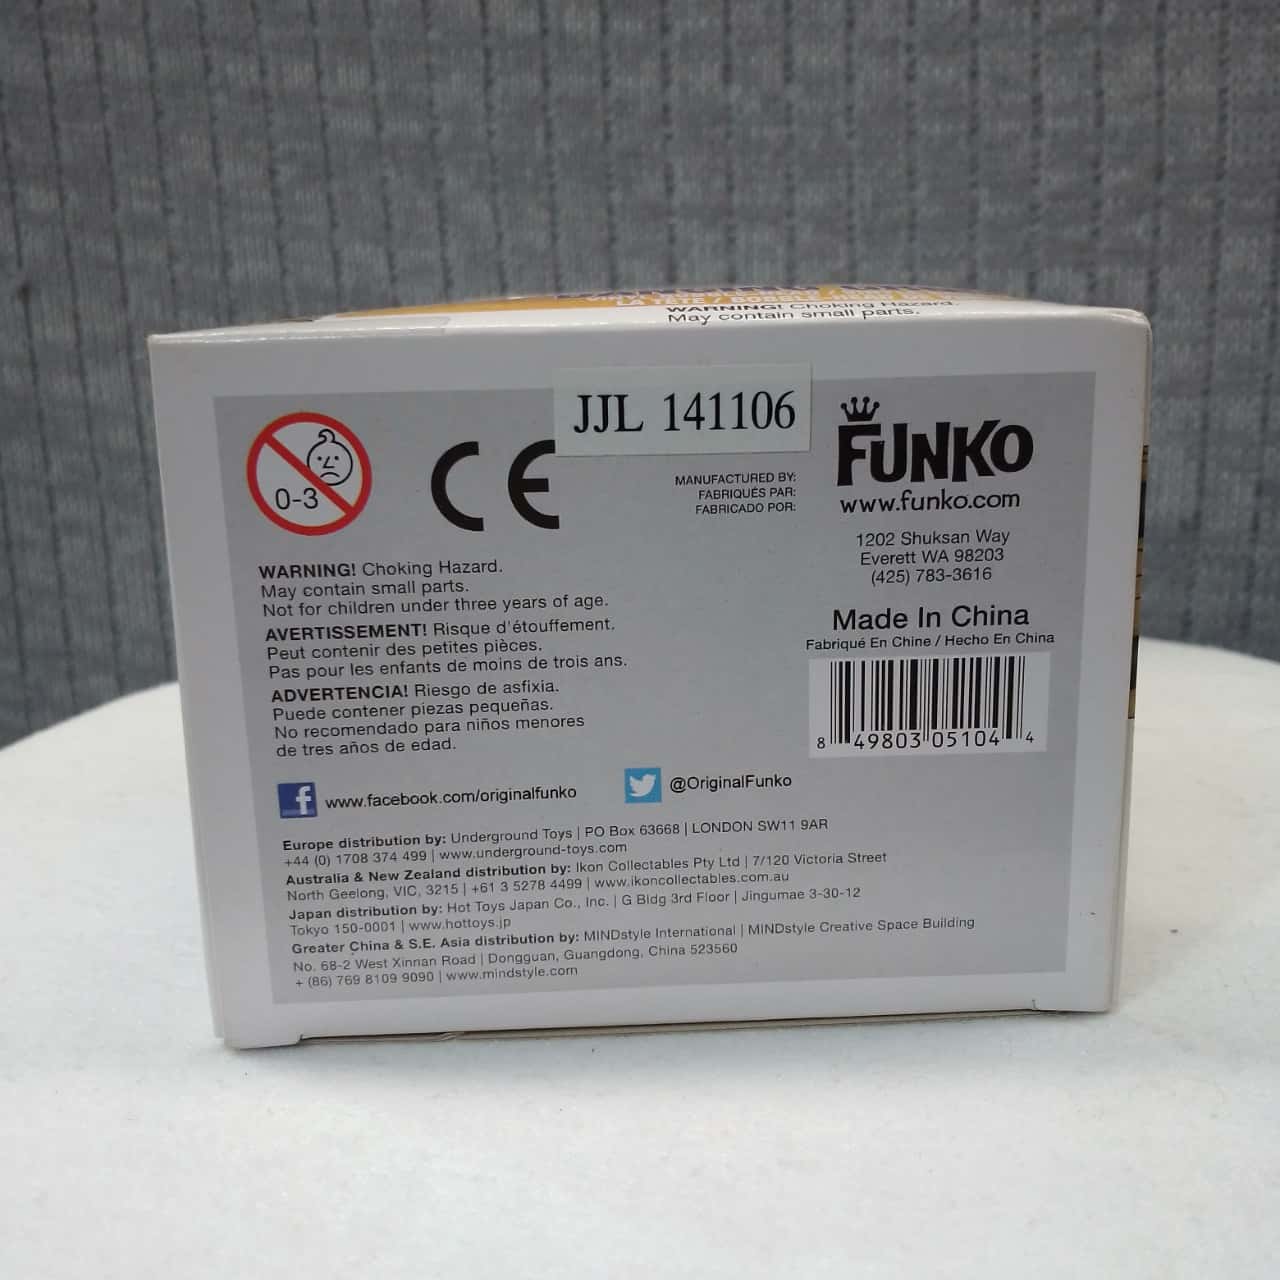 LA TÊTE / BOBBLE-HEAD
WARNING! Choking Hazard.
May contain small parts.
JJL 141106
0-3
CE
MANUFACTURED BY:
FABRIQUÉS PAR:
FABRICADO POR:
FUNKO
www.funko.com
1202 Shuksan Way
Everett WA 98203
(425) 783-3616
Made In China
Fabriqué En Chine / Hecho En China
8 49803 05104 4
WARNING! Choking Hazard.
May contain small parts.
Not for children under three years of age.
AVERTISSEMENT! Risque d'étouffement.
Peut contenir des petites pièces.
Pas pour les enfants de moins de trois ans.
ADVERTENCIA! Riesgo de asfixia.
Puede contener piezas pequeñas.
No recomendado para niños menores
de tres años de edad.
f www.facebook.com/originalfunko
@OriginalFunko
Europe distribution by: Underground Toys | PO Box 63668 | LONDON SW11 9AR
+44 (0) 1708 374 499 | www.underground-toys.com
Australia & New Zealand distribution by: Ikon Collectables Pty Ltd | 7/120 Victoria Street
North Geelong, VIC, 3215 | +61 3 5278 4499 | www.ikoncollectables.com.au
Japan distribution by: Hot Toys Japan Co., Inc. | G Bldg 3rd Floor | Jingumae 3-30-12
Tokyo 150-0001 | www.hottoys.jp
Greater China & S.E. Asia distribution by: MINDstyle International | MINDstyle Creative Space Building
No. 68-2 West Xinnan Road | Dongguan, Guangdong, China 523560
+ (86) 769 8109 9090 | www.mindstyle.com